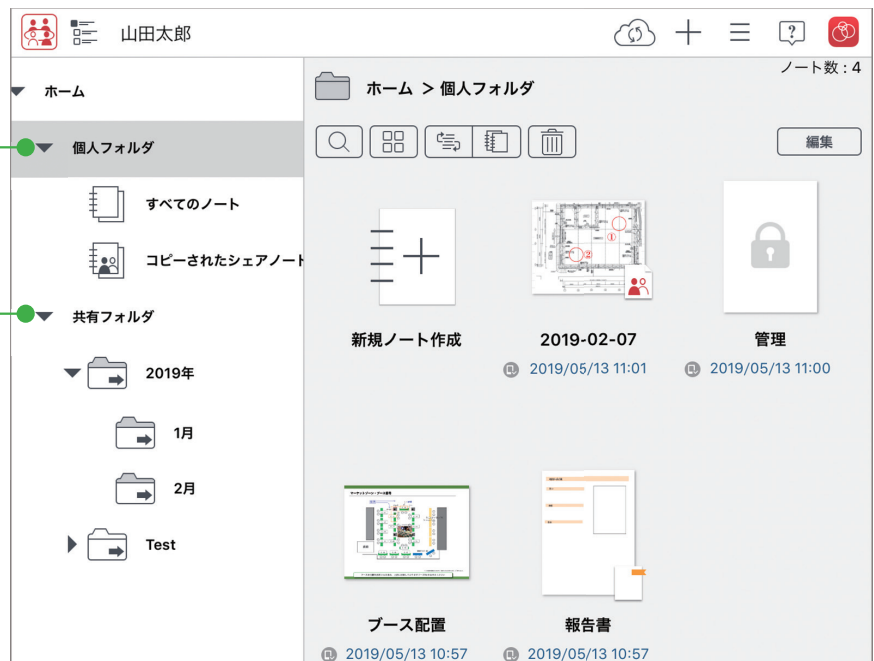 山田太郎
?
ノート数 : 4
ホーム
個人フォルダ
すべてのノート
コピーされたシェアノート
共有フォルダ
2019年
1月
2月
Test
ホーム > 個人フォルダ
編集
①
②
新規ノート作成
2019-02-07
管理
2019/05/13 11:01
2019/05/13 11:00
ブース配置
報告書
2019/05/13 10:57
2019/05/13 10:57